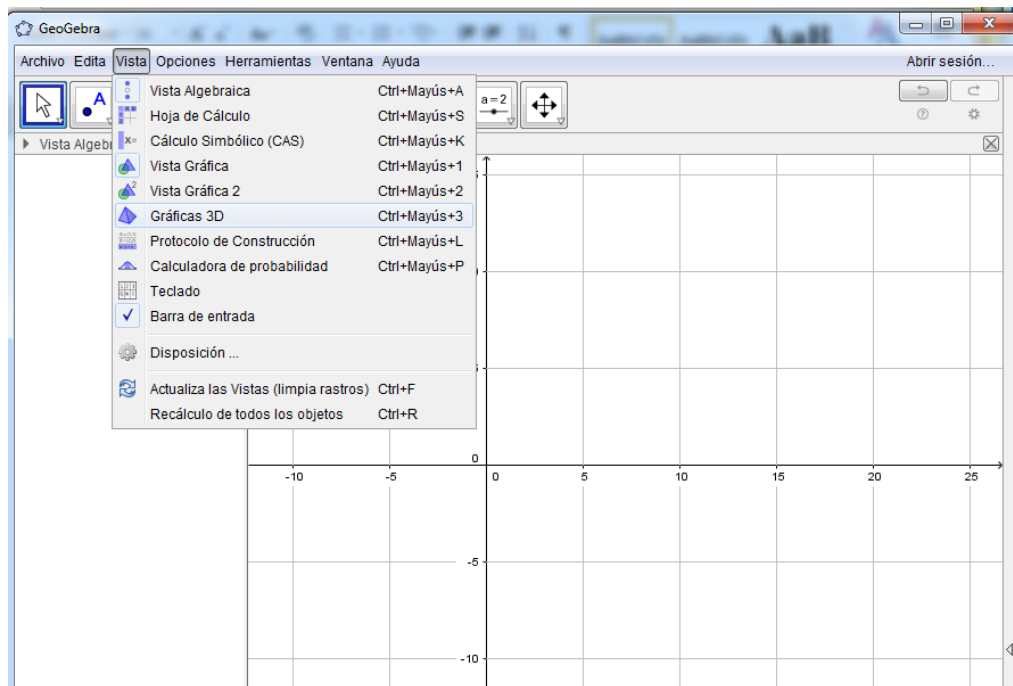 GeoGebra
Archivo Edita Vista Opciones Herramientas Ventana Ayuda Abrir sesión...
A a=2
Vista Algebraica Ctrl+Mayús+A
Hoja de Cálculo Ctrl+Mayús+S
Cálculo Simbólico (CAS) Ctrl+Mayús+K
Vista Gráfica Ctrl+Mayús+1
Vista Gráfica 2 Ctrl+Mayús+2
Gráficas 3D Ctrl+Mayús+3
Protocolo de Construcción Ctrl+Mayús+L
Calculadora de probabilidad Ctrl+Mayús+P
Teclado
Barra de entrada
Disposición ...
Actualiza las Vistas (limpia rastros) Ctrl+F
Recálculo de todos los objetos Ctrl+R
Vista
0
-10 -5 0 5 10 15 20 25
-5
-10